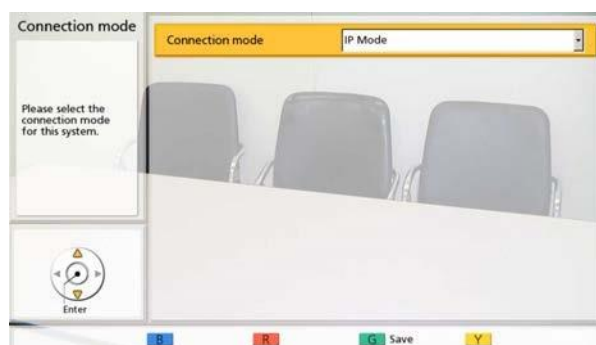 Connection mode
Connection mode IP Mode
Please select the
connection mode
for this system.
Enter
B R G Save Y